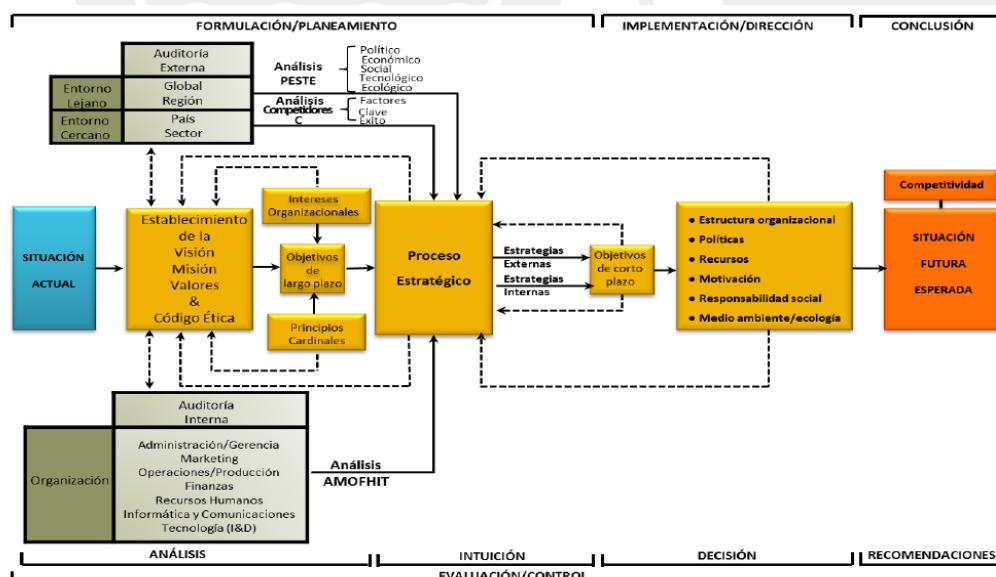 FORMULACIÓN/PLANEAMIENTO
IMPLEMENTACIÓN/DIRECCIÓN
CONCLUSIÓN
Auditoría
Externa
Entorno
Lejano
Global
Región
Entorno
Cercano
País
Sector
Análisis
PESTE
Político
Económico
Social
Tecnológico
Ecológico
Análisis
Competidores
C
Factores
Clave
Éxito
SITUACIÓN
ACTUAL
Establecimiento
de la
Visión
Misión
Valores
&
Código Ética
Intereses
Organizacionales
Objetivos
de
largo plazo
Principios
Cardinales
Proceso
Estratégico
Estrategias
Externas
Estrategias
Internas
Objetivos
de corto
plazo
• Estructura organizacional
• Políticas
• Recursos
• Motivación
• Responsabilidad social
• Medio ambiente/ecología
Competitividad
SITUACIÓN
FUTURA
ESPERADA
Auditoría
Interna
Organización
Administración/Gerencia
Marketing
Operaciones/Producción
Finanzas
Recursos Humanos
Informática y Comunicaciones
Tecnología (I&D)
Análisis
AMOFHIT
ANÁLISIS
INTUICIÓN
DECISIÓN
RECOMENDACIONES
EVALUACIÓN/CONTROL